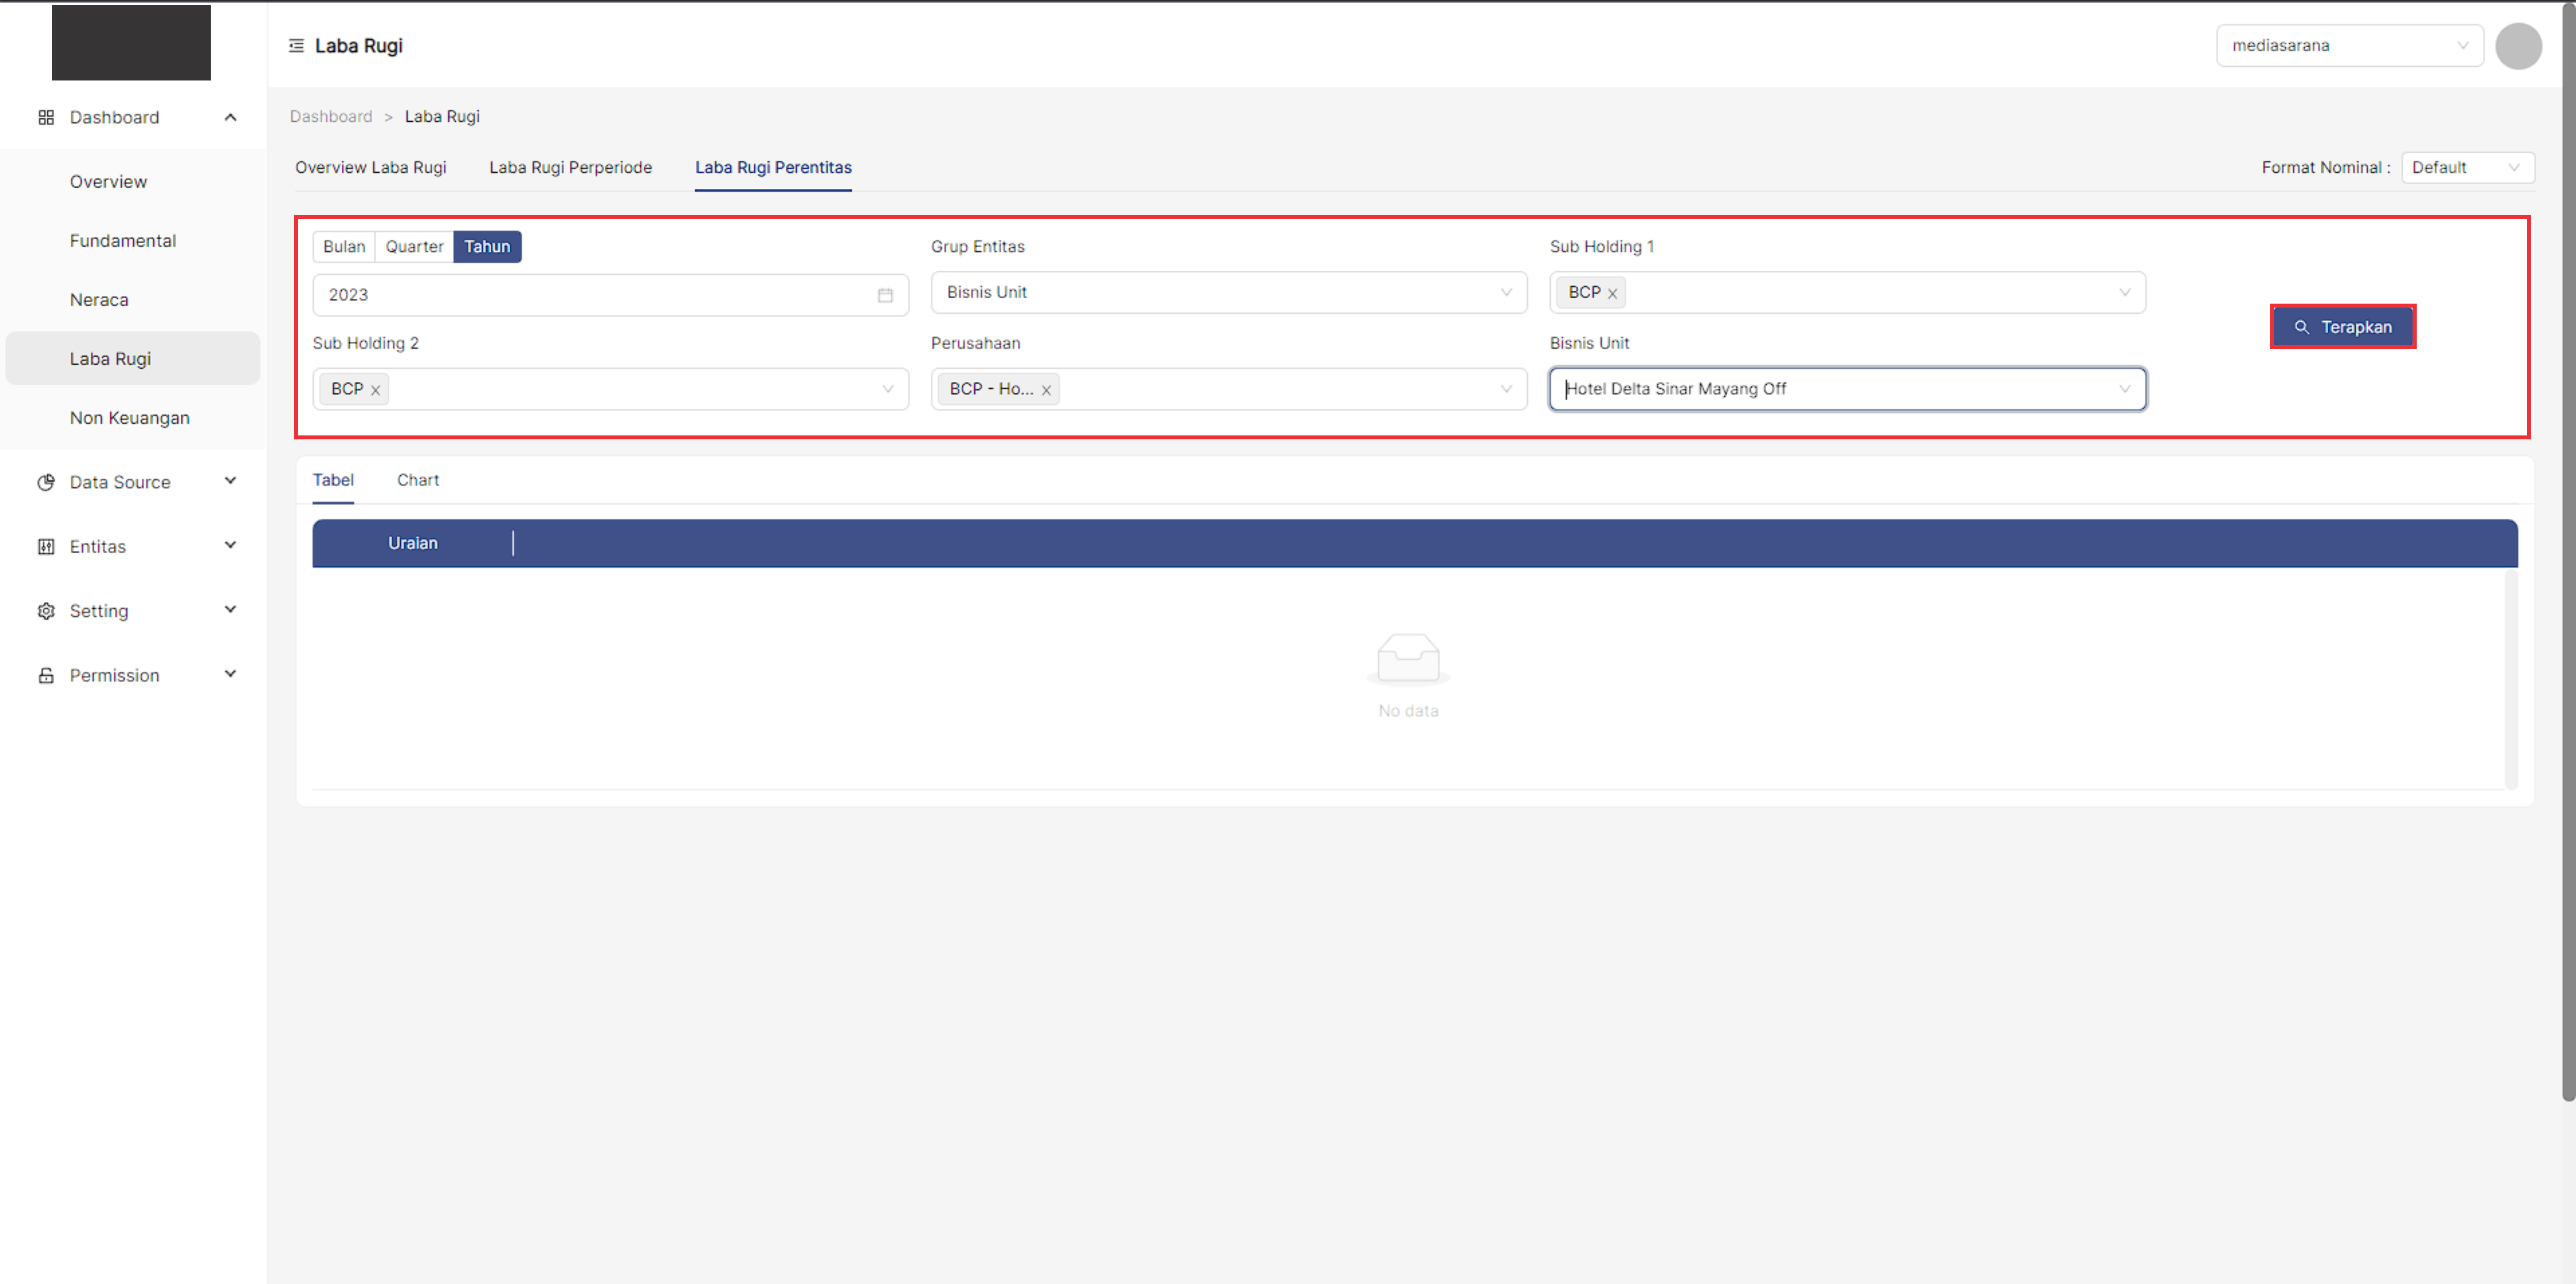 Laba Rugi
mediasarana
Dashboard
Overview
Fundamental
Neraca
Laba Rugi
Non Keuangan
Data Source
Entitas
Setting
Permission
Dashboard > Laba Rugi
Overview Laba Rugi Laba Rugi Perperiode Laba Rugi Perentitas
Format Nominal : Default
Bulan Quarter Tahun
2023
Grup Entitas
Bisnis Unit
Sub Holding 1
BCP
Sub Holding 2
BCP
Perusahaan
BCP - Ho...
Bisnis Unit
Hotel Delta Sinar Mayang Off
Terapkan
Tabel Chart
Uraian
No data